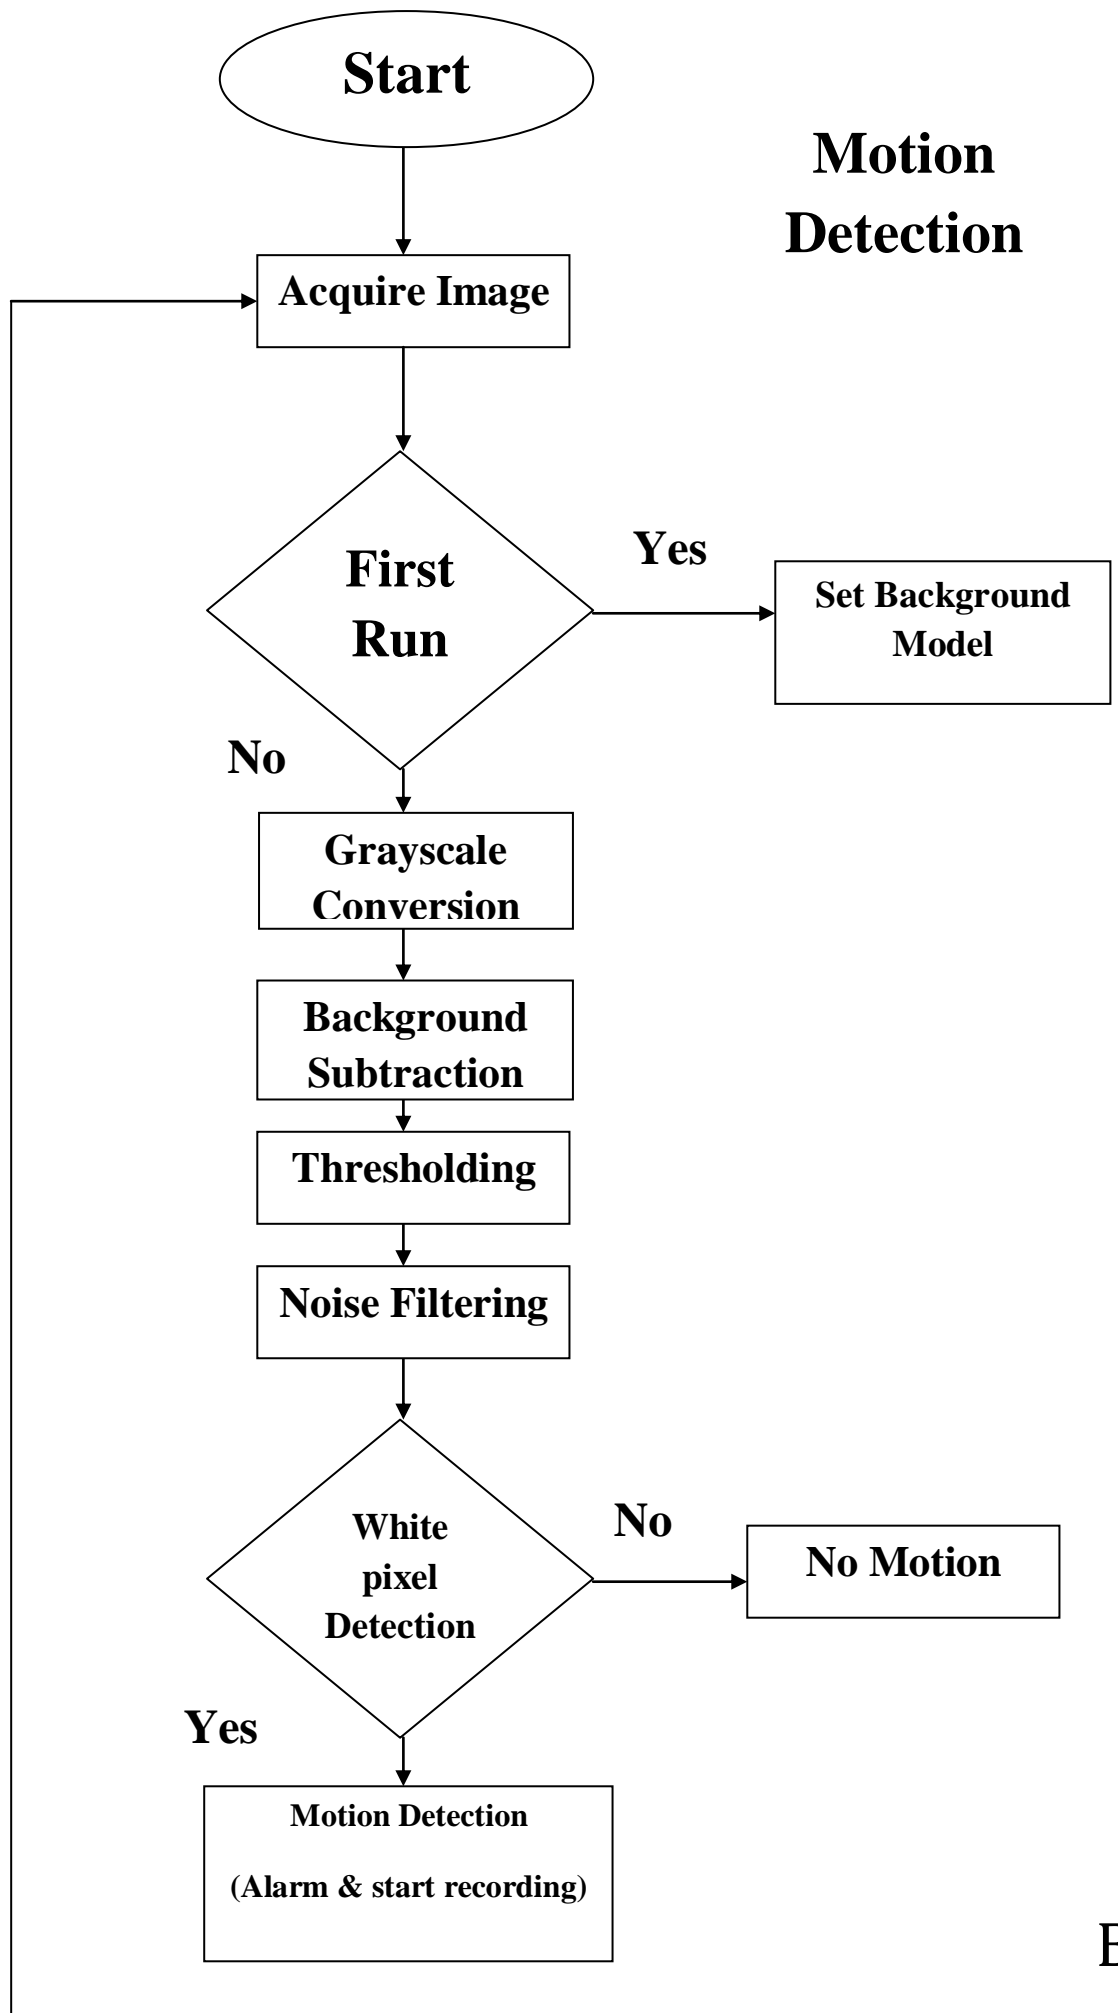 Start
Motion
Detection
Acquire Image
First
Run
Yes
Set Background
Model
No
Grayscale
Conversion
Background
Subtraction
Thresholding
Noise Filtering
White
pixel
Detection
No
No Motion
Yes
Motion Detection
(Alarm & start recording)